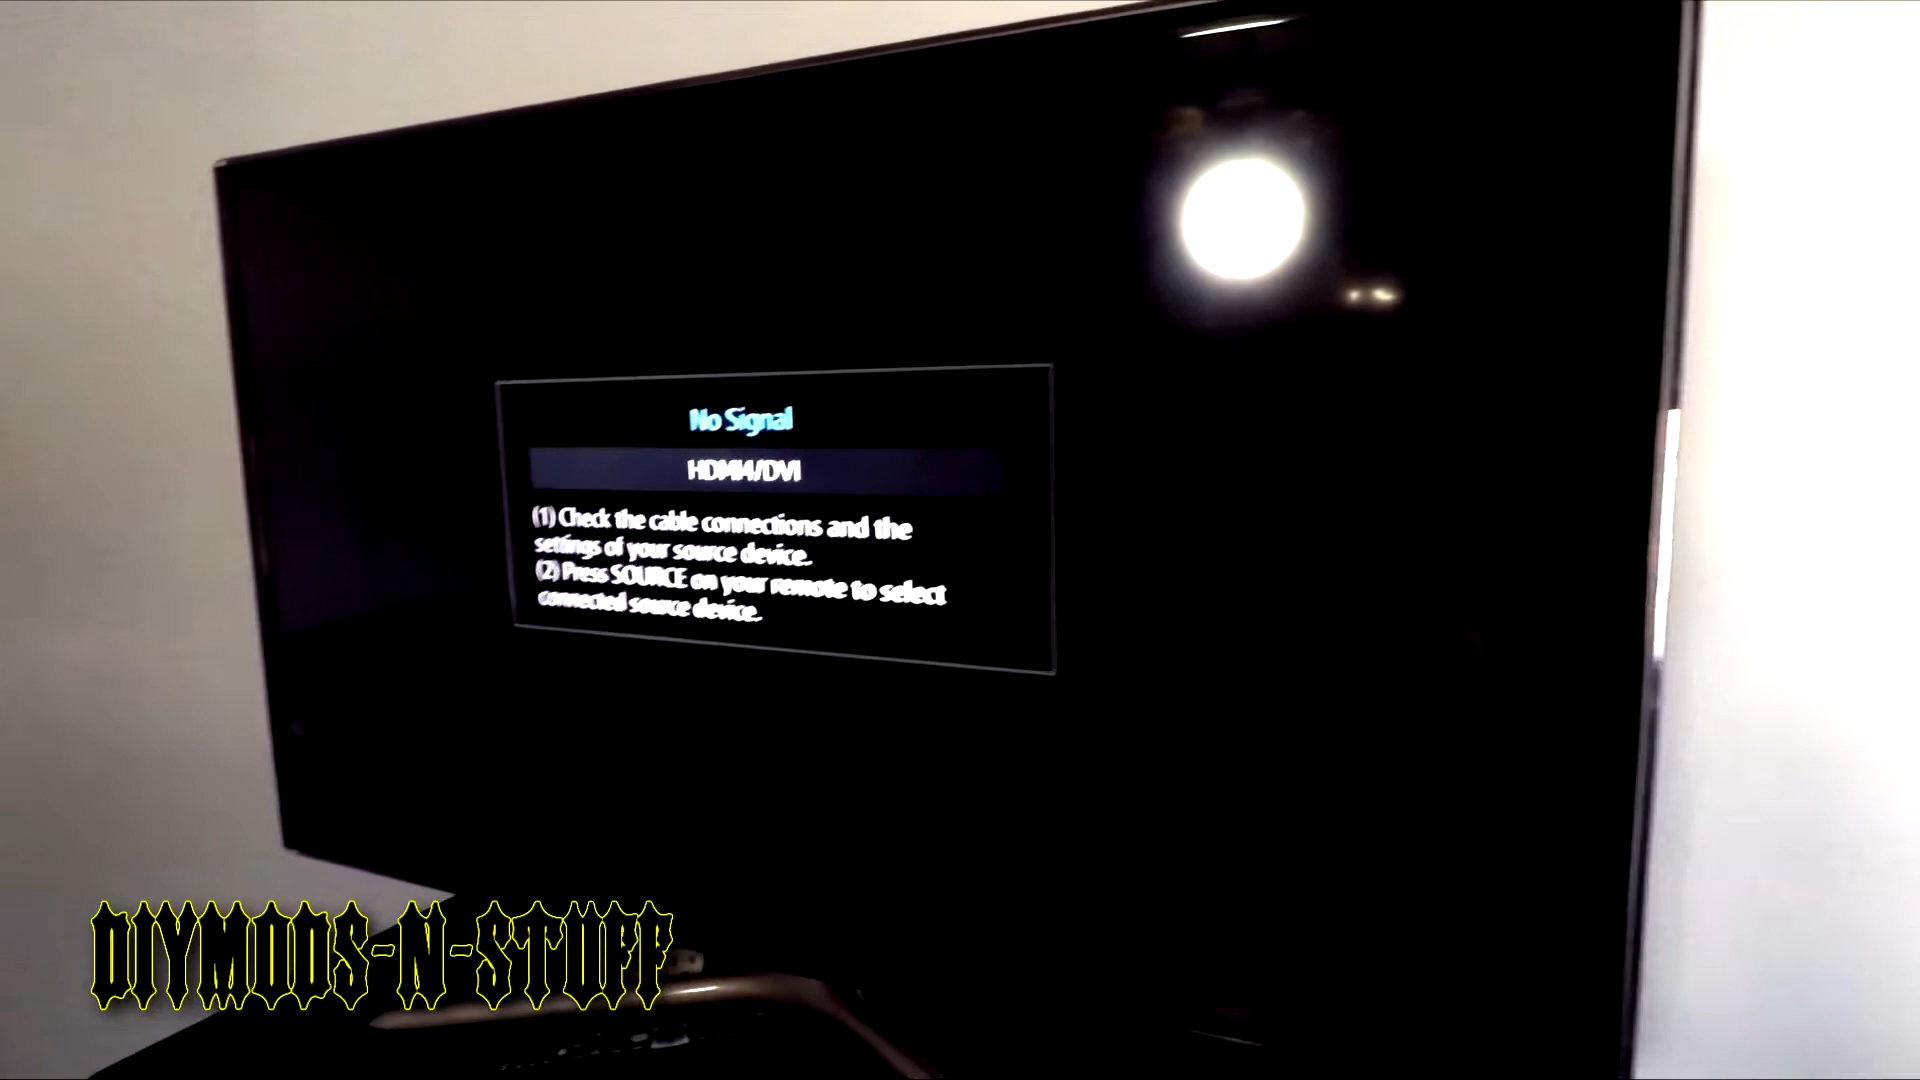 No Signal
HDMI4/DVI
(1) Check the cable connections and the
settings of your source device.
(2) Press SOURCE on your remote to select
connected source device.
DIYMODS-N-STÜFF